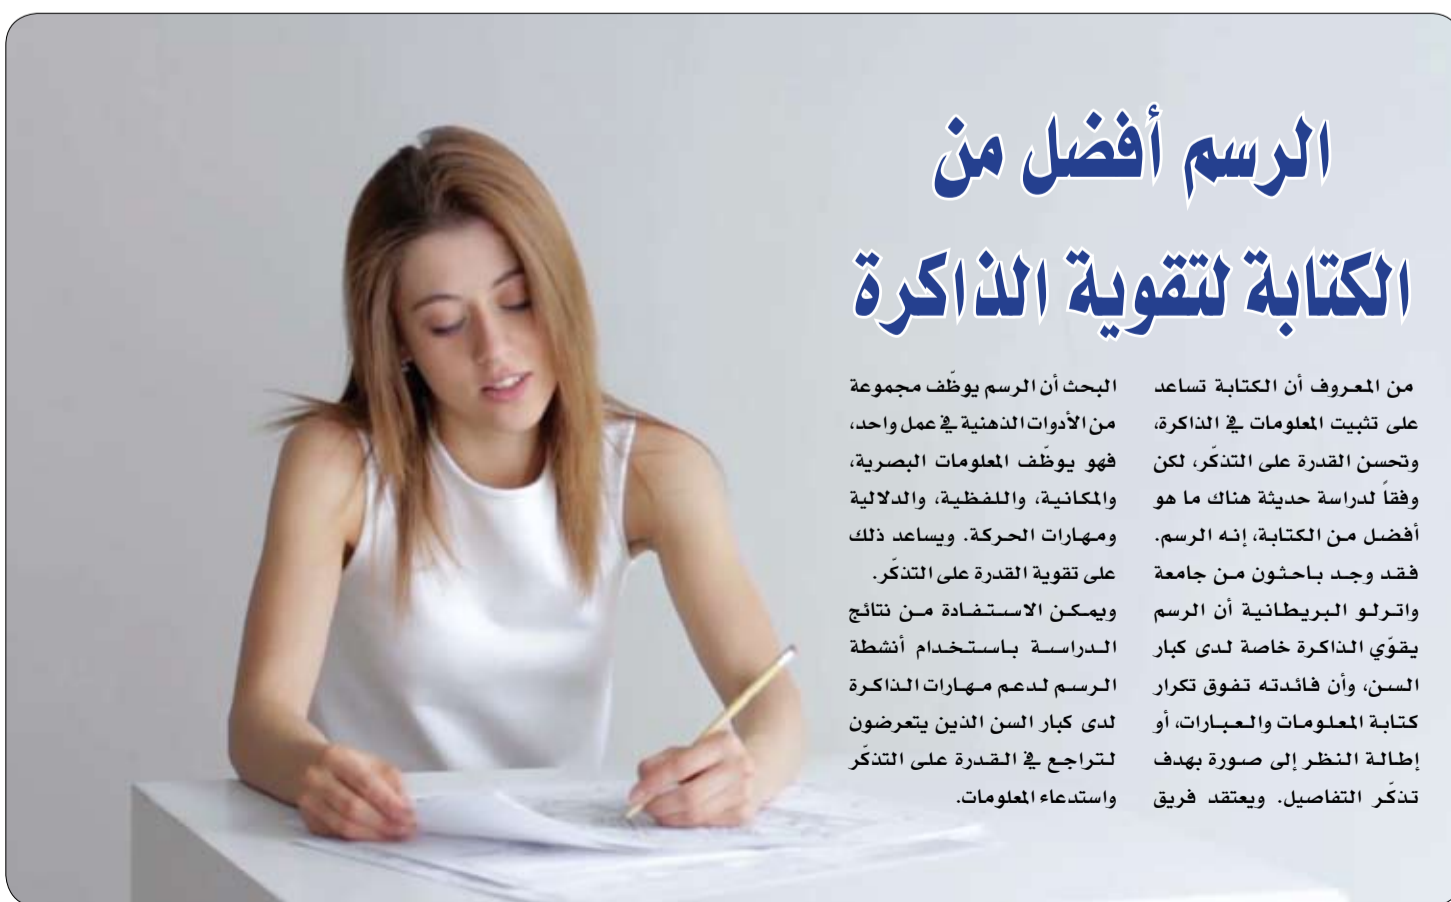 الرسم أفضل من
الكتابة لتقوية الذاكرة
من المعروف أن الكتابة تساعد
على تثبيت المعلومات في الذاكرة،
وتحسن القدرة على التذكّر، لكن
وفقاً لدراسة حديثة هناك ما هو
أفضل من الكتابة، إنه الرسم.
فقد وجد باحثون من جامعة
واترلو البريطانية أن الرسم
يقوّي الذاكرة خاصة لدى كبار
السن، وأن فائدته تفوق تكرار
كتابة المعلومات والعبارات، أو
إطالة النظر إلى صورة بهدف
تذكّر التفاصيل. ويعتقد فريق
البحث أن الرسم يوظّف مجموعة
من الأدوات الذهنية في عمل واحد،
فهو يوظّف المعلومات البصرية،
والمكانية، واللفظية، والدلالية
ومهارات الحركة. ويساعد ذلك
على تقوية القدرة على التذكّر.
ويمكن الاستفادة من نتائج
الدراسة باستخدام أنشطة
الرسم لدعم مهارات الذاكرة
لدى كبار السن الذين يتعرضون
لتراجع في القدرة على التذكّر
واستدعاء المعلومات.